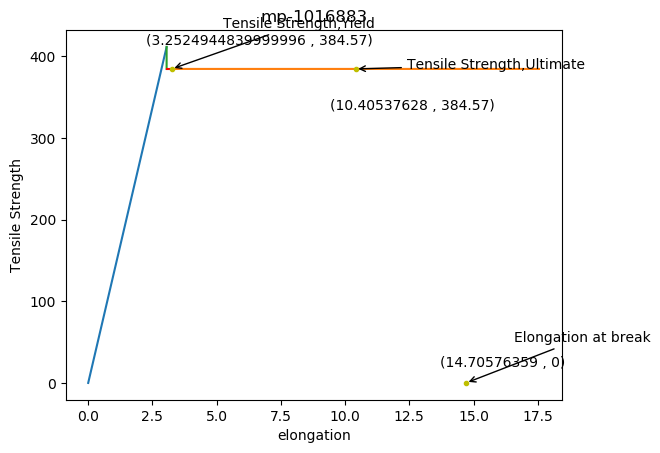 mp-1016883
Tensile Strength,Yield
(3.2524944839999996 , 384.57)
Tensile Strength,Ultimate
(10.40537628 , 384.57)
Elongation at break
(14.70576359 , 0)
Tensile Strength
400
300
200
100
0
0.0 2.5 5.0 7.5 10.0 12.5 15.0 17.5
elongation